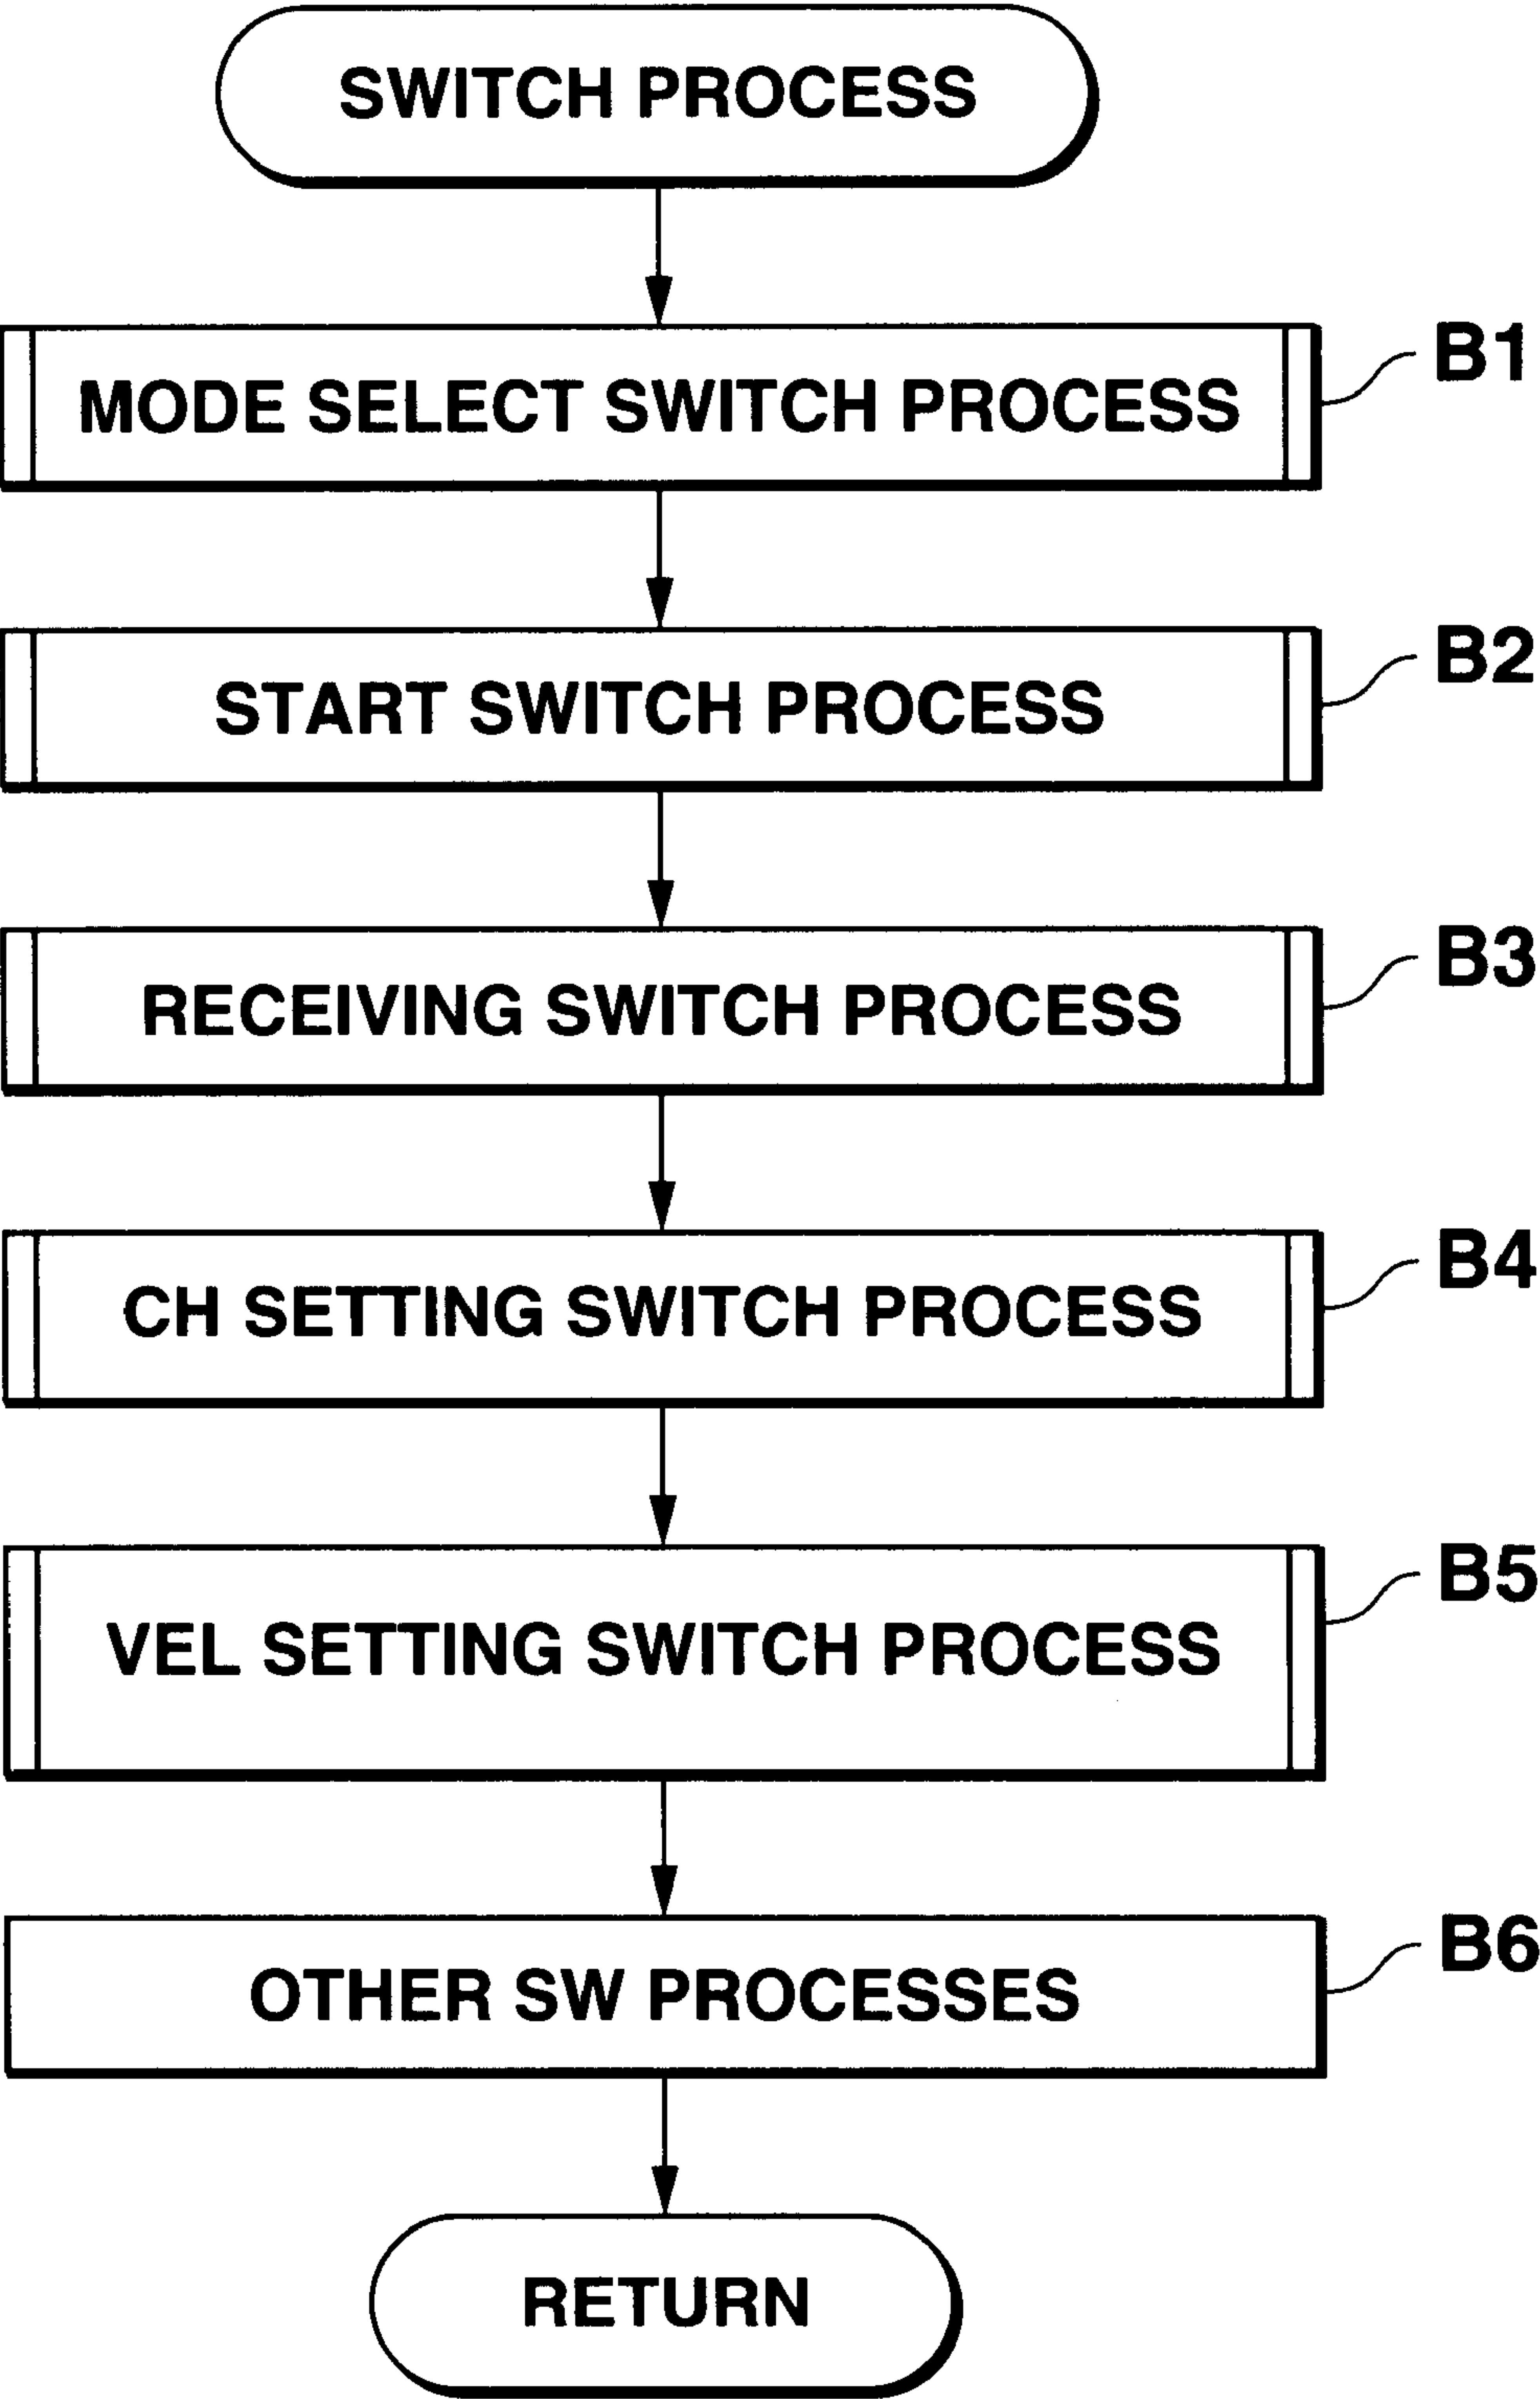 SWITCH PROCESS
MODE SELECT SWITCH PROCESS
B1
START SWITCH PROCESS
B2
RECEIVING SWITCH PROCESS
B3
CH SETTING SWITCH PROCESS
B4
VEL SETTING SWITCH PROCESS
B5
OTHER SW PROCESSES
B6
RETURN